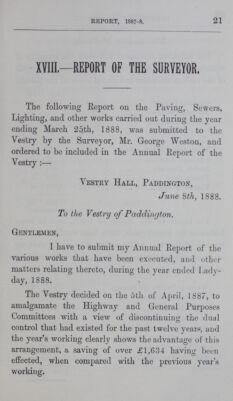 REPORT, 1887-8. 21
XVIII.—REPORT OF THE SURVEYOR.
The following Report on the Paving, Sewers,
Lighting, and other works carried out during the year
ending March 25th, 1888, was submitted to the
Vestry by the Surveyor, Mr. George Weston, and
ordered to be included in the Annual Report of the
Vestry :—
VESTRY HALL, PADDINGTON,
June 8th, 1888.
To the Vestry of Paddington.
GENTLEMEN,
I have to submit my Annual Report of the
various works that have been executed, and other
matters relating thereto, during the year ended Lady-
day, 1888.
The Vestry decided on the 5th of April, 1887, to
amalgamate the Highway and General Purposes
Committees with a view of discontinuing the dual
control that had existed for the past twelve years, and
the year's working clearly shows the advantage of this
arrangement, a saving of over £1,634 having been
effected, when compared with the previous year's
working.